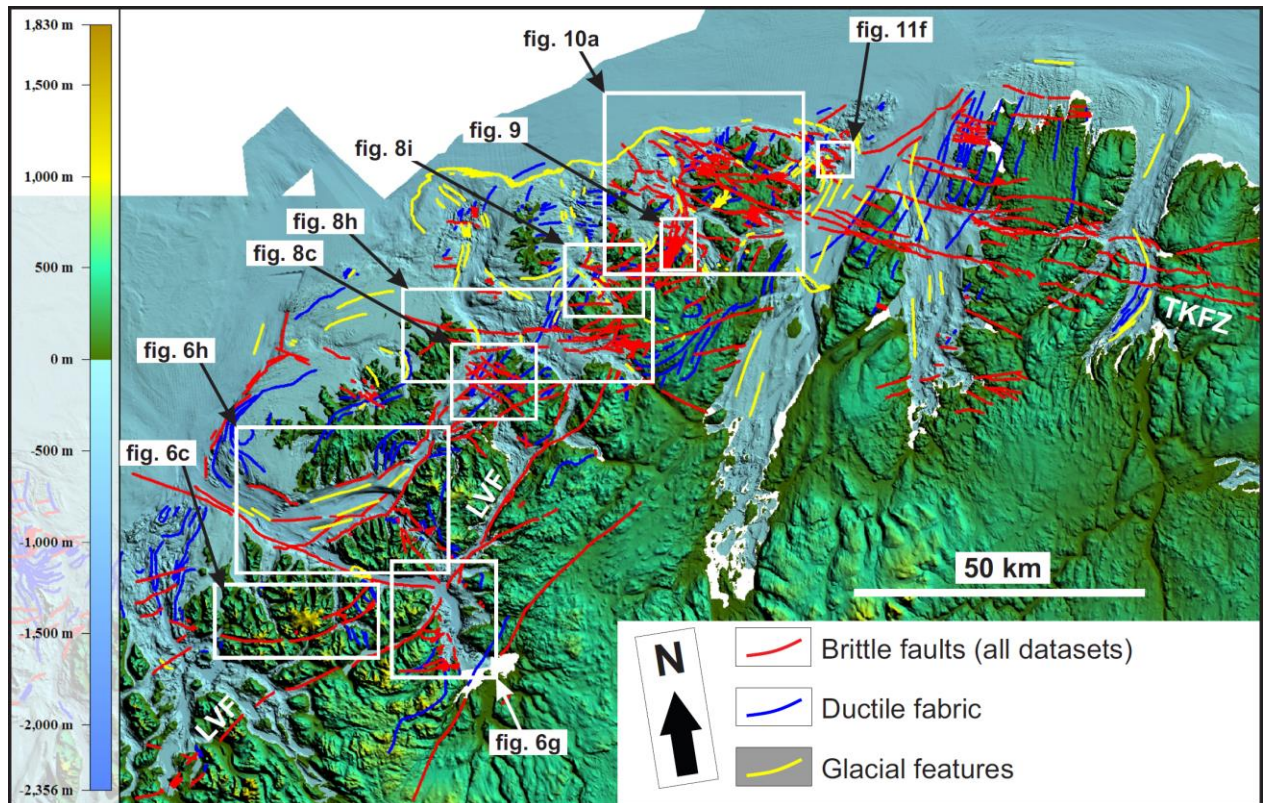 1,830 m
1,500 m
1,000 m
500 m
0 m
-500 m
-1,000 m
-1,500 m
-2,000 m
-2,356 m
fig. 10a
fig. 11f
fig. 9
fig. 8i
fig. 8h
fig. 8c
fig. 6h
fig. 6c
fig. 6g
TKFZ
LVF
LVF
50 km
N
Brittle faults (all datasets)
Ductile fabric
Glacial features